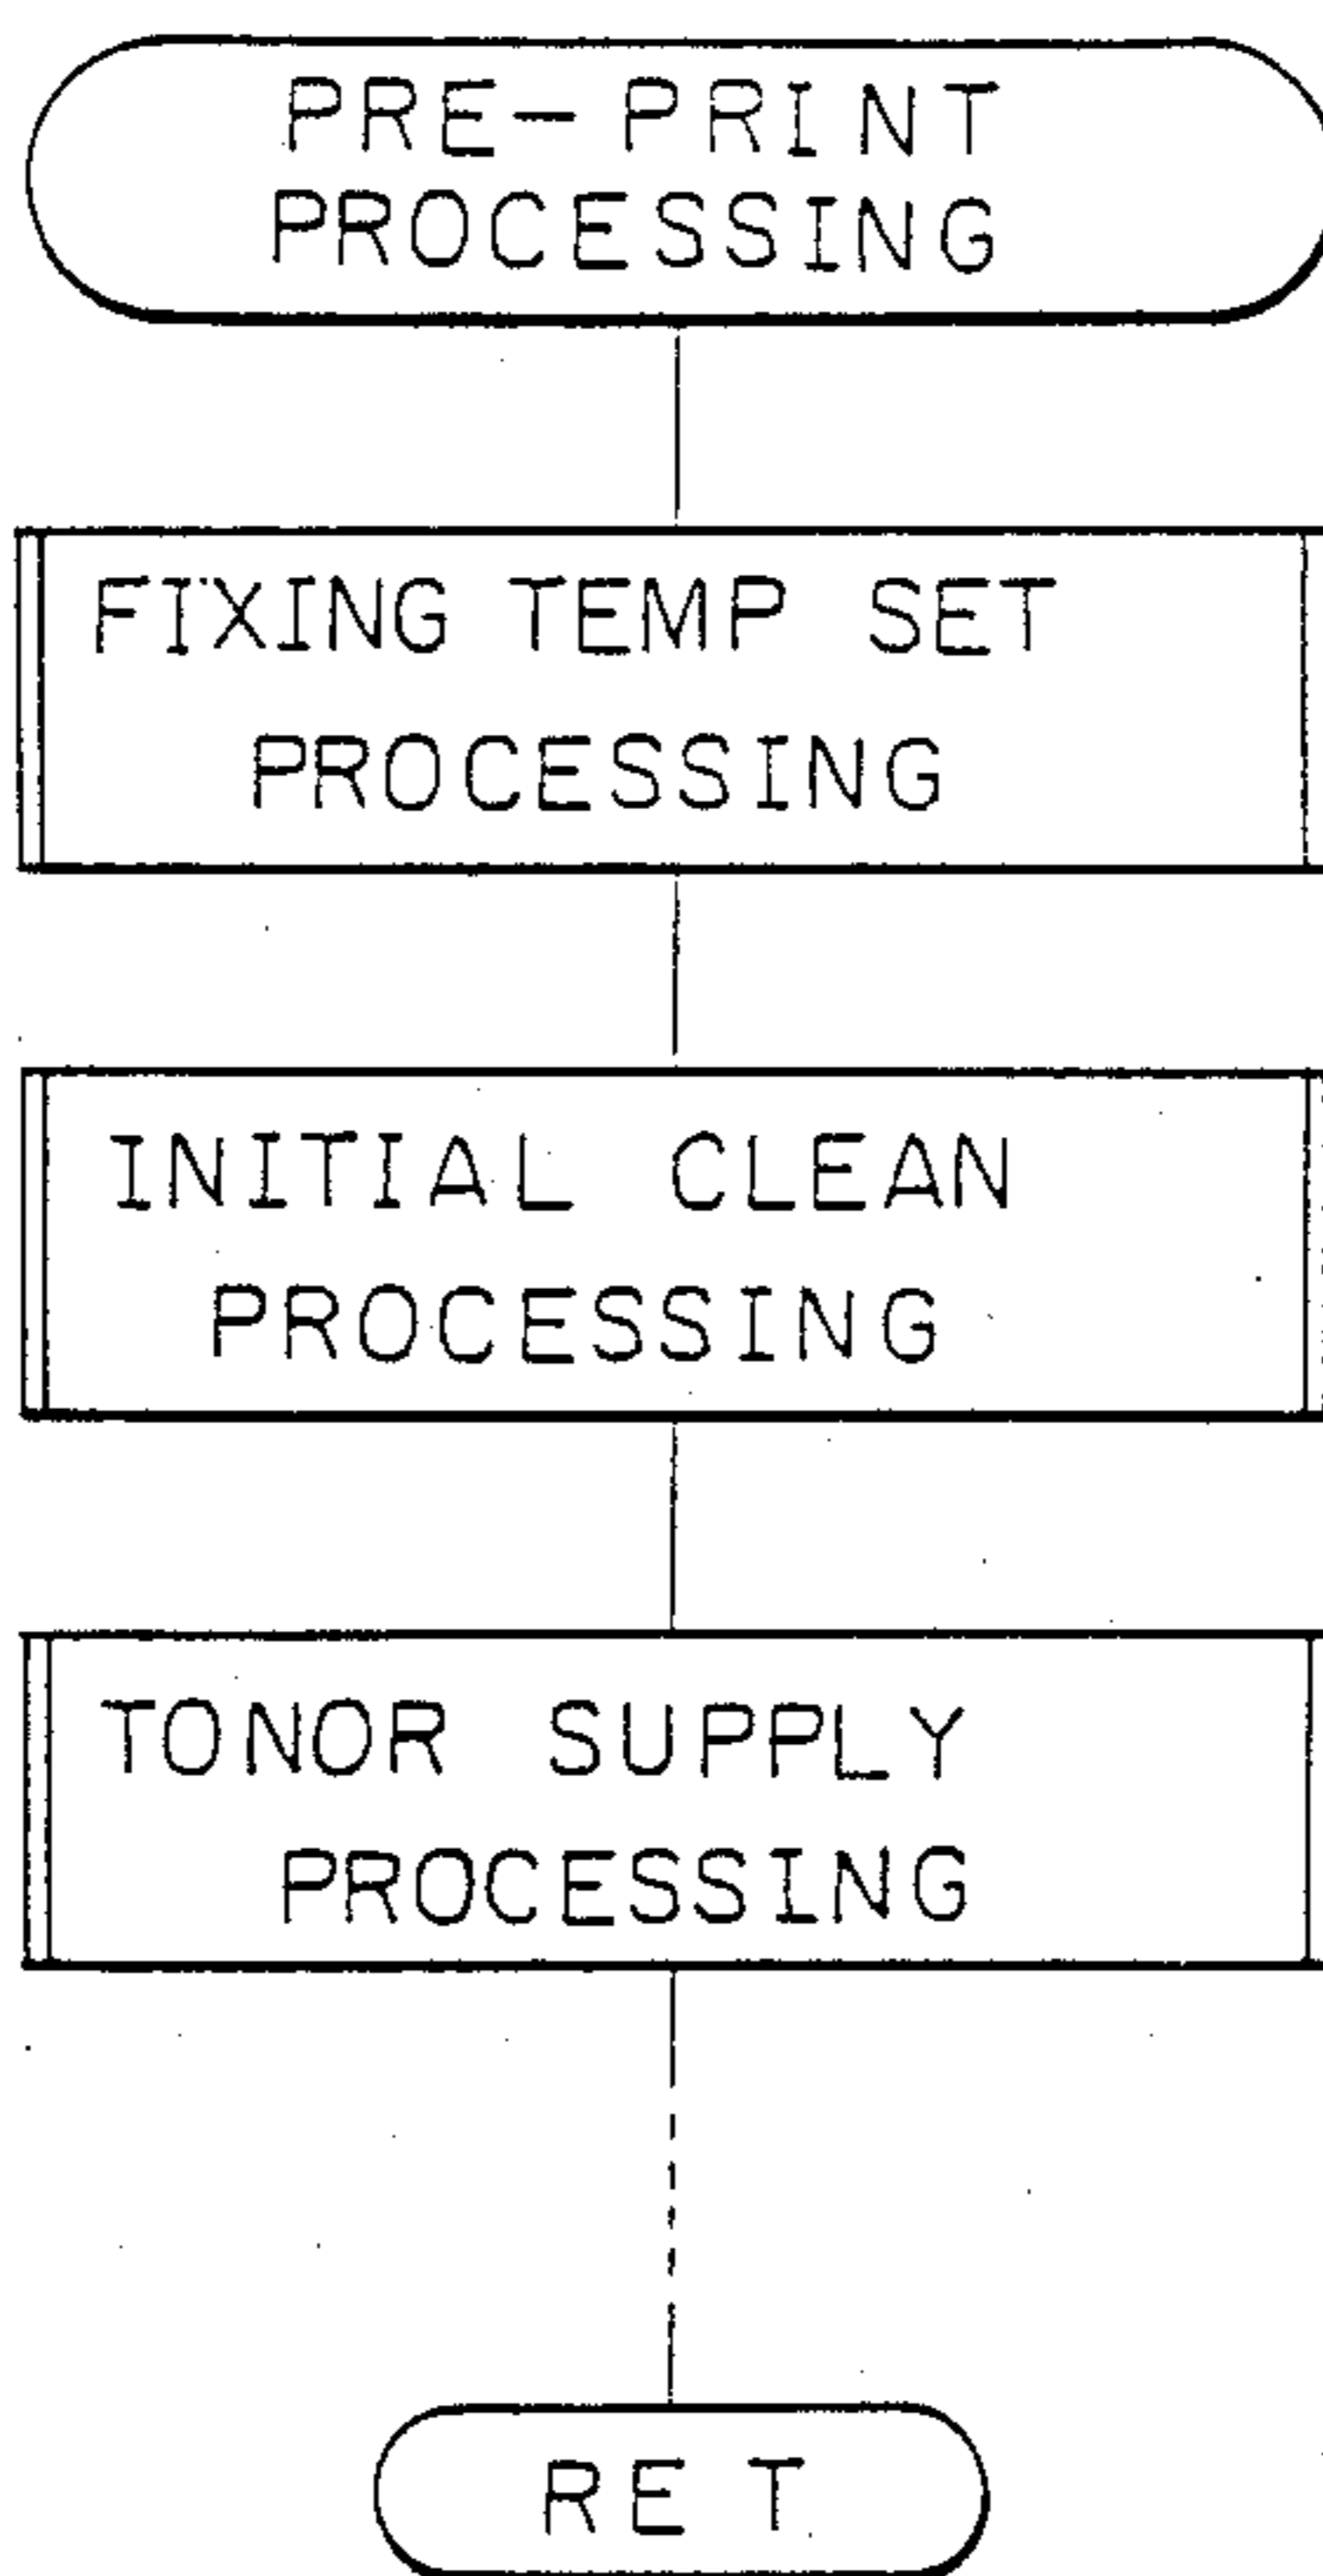 PRE-PRINT
PROCESSING
FIXING TEMP SET
PROCESSING
INITIAL CLEAN
PROCESSING
TONOR SUPPLY
PROCESSING
RET